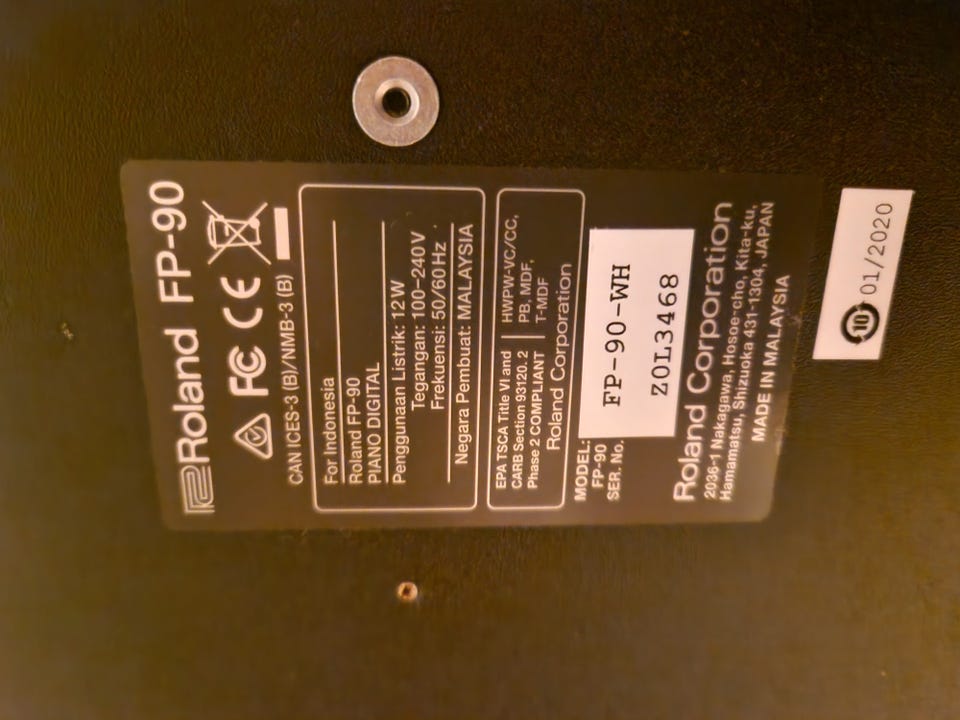 Roland FP-90
FC CE
CAN ICES-3 (B)/NMB-3 (B)
For Indonesia
Roland FP-90
PIANO DIGITAL
Penggunaan Listrik: 12 W
Tegangan: 100-240 V
Frekuensi: 50/60 Hz
Negara Pembuat: MALAYSIA
EPA TSCA Title VI and
CARB Section 93120. 2
Phase 2 COMPLIANT
HWPW-VC/CC,
PB, MDF,
T-MDF
Roland Corporation
MODEL:
FP-90
SER. No.
FP-90-WH
Z0L3468
Roland Corporation
2036-1 Nakagawa, Hosoe-cho, Kita-ku,
Hamamatsu, Shizuoka 431-1304, JAPAN
MADE IN MALAYSIA
10 01/2020